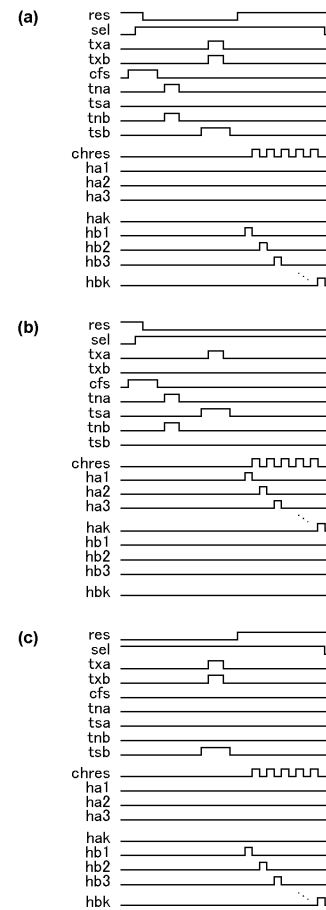 (a)
res
sel
txa
txb
cfs
tna
tsa
tnb
tsb
chres
ha1
ha2
ha3
hak
hb1
hb2
hb3
hbk
(b)
res
sel
txa
txb
cfs
tna
tsa
tnb
tsb
chres
ha1
ha2
ha3
hak
hb1
hb2
hb3
hbk
(c)
res
sel
txa
txb
cfs
tna
tsa
tnb
tsb
chres
ha1
ha2
ha3
hak
hb1
hb2
hb3
hbk